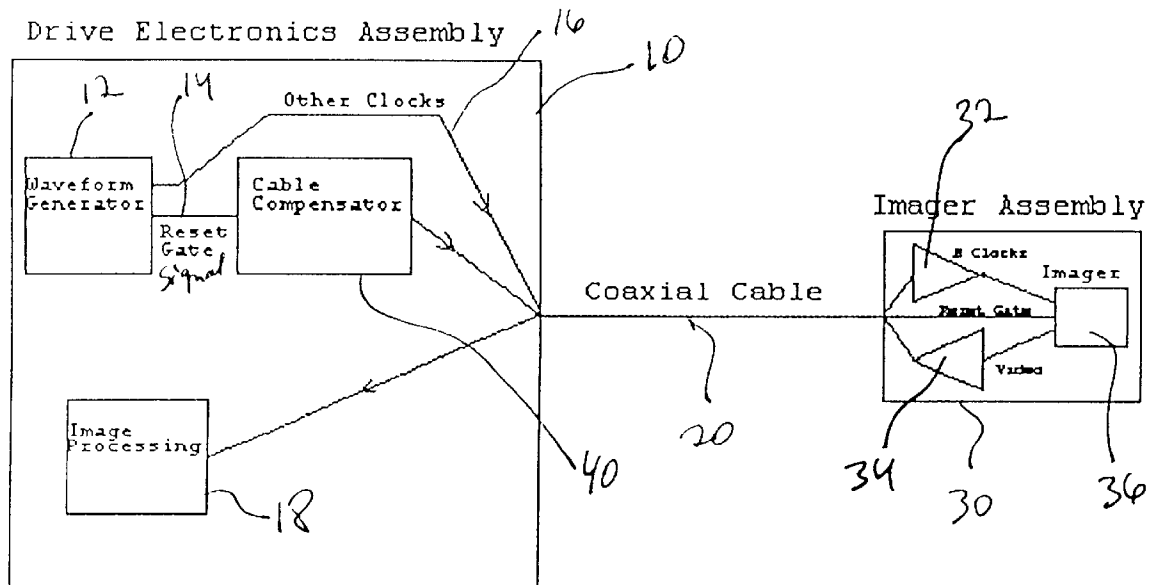 Drive Electronics Assembly
16
10
12
14
Other Clocks
32
Waveform
Generator
Cable
Compensator
Reset
Gate
Signal
Imager Assembly
H Clocks
Imager
Coaxial Cable
Reset Gate
Video
Image
Processing
20
40
34
30
36
18